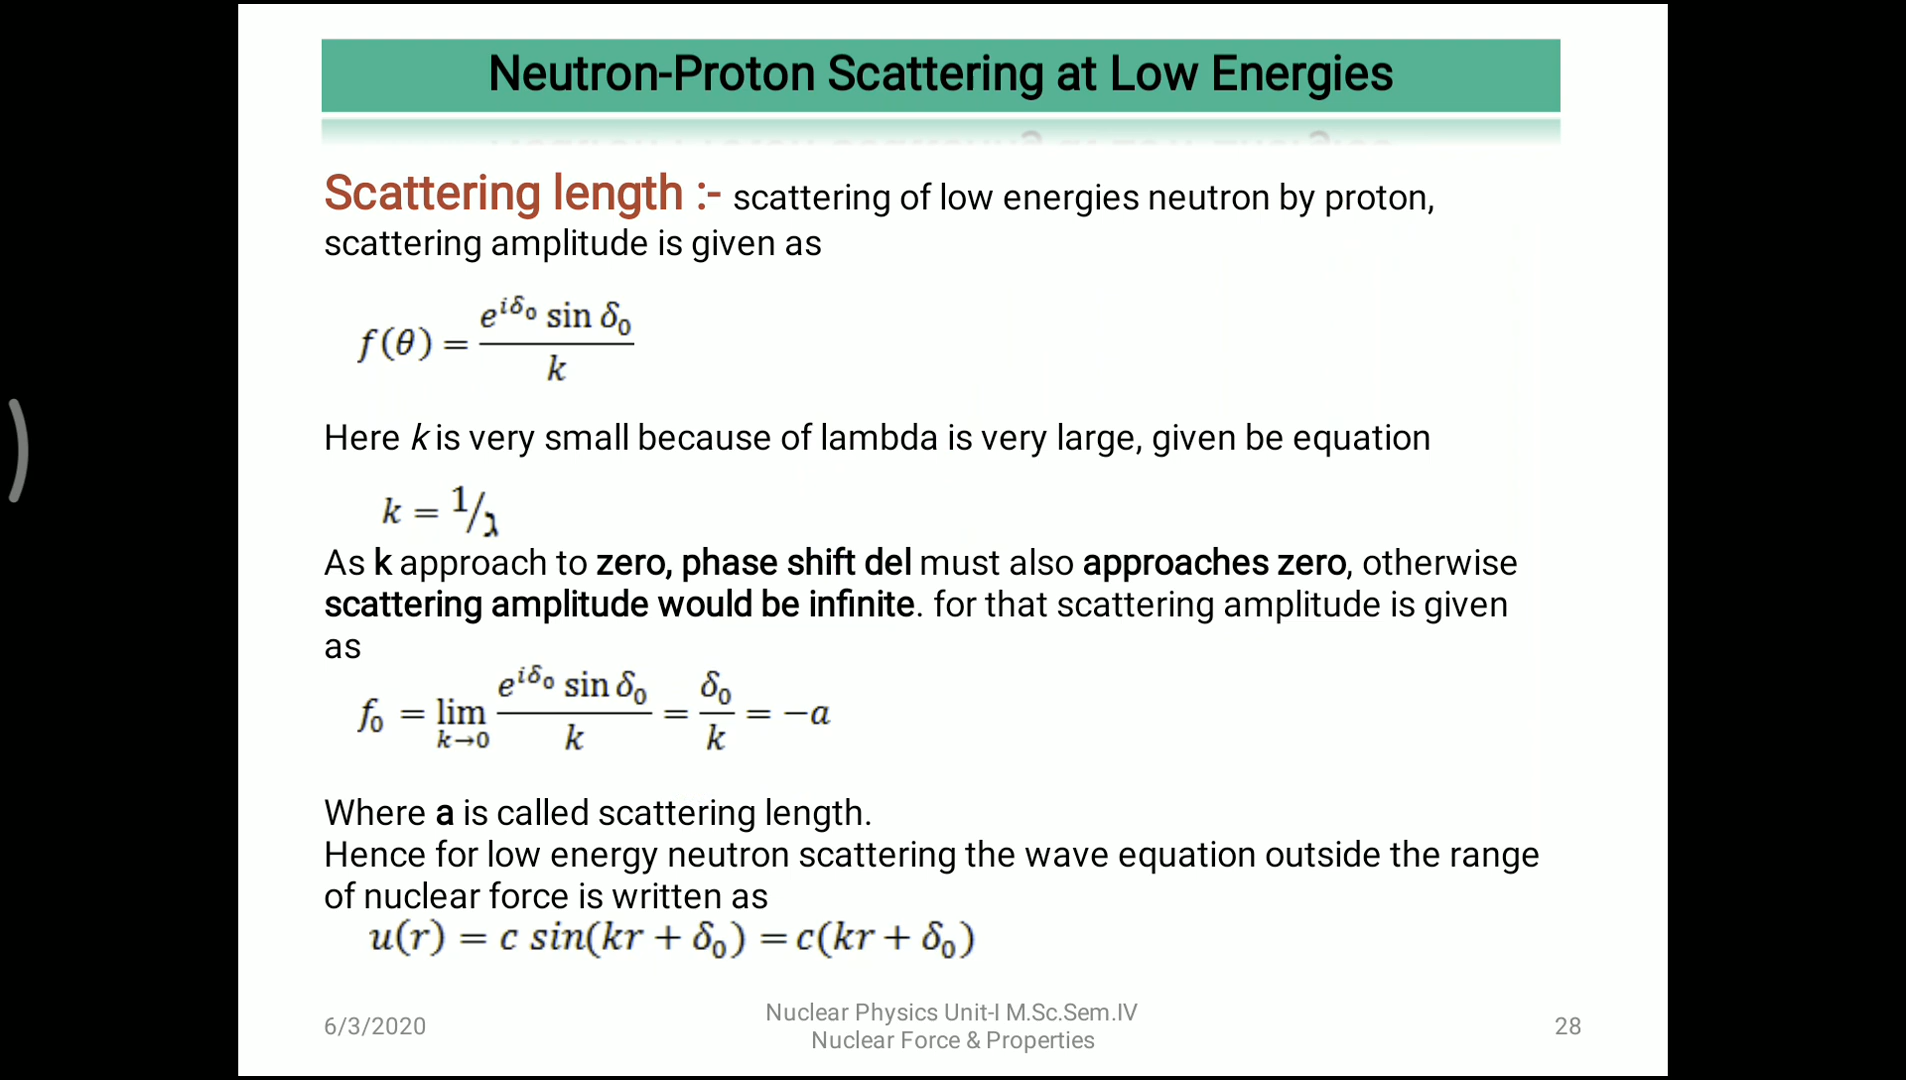 Neutron-Proton Scattering at Low Energies
Scattering length :- scattering of low energies neutron by proton,
scattering amplitude is given as
f(θ) = e^{iδ₀} sin δ₀ / k
Here k is very small because of lambda is very large, given be equation
k = 1/λ
As k approach to zero, phase shift del must also approaches zero, otherwise
scattering amplitude would be infinite. for that scattering amplitude is given
as
f₀ = lim_{k→0} e^{iδ₀} sin δ₀ / k = δ₀ / k = −a
Where a is called scattering length.
Hence for low energy neutron scattering the wave equation outside the range
of nuclear force is written as
u(r) = c sin(kr + δ₀) = c(kr + δ₀)
6/3/2020
Nuclear Physics Unit-I M.Sc.Sem.IV
Nuclear Force & Properties
28